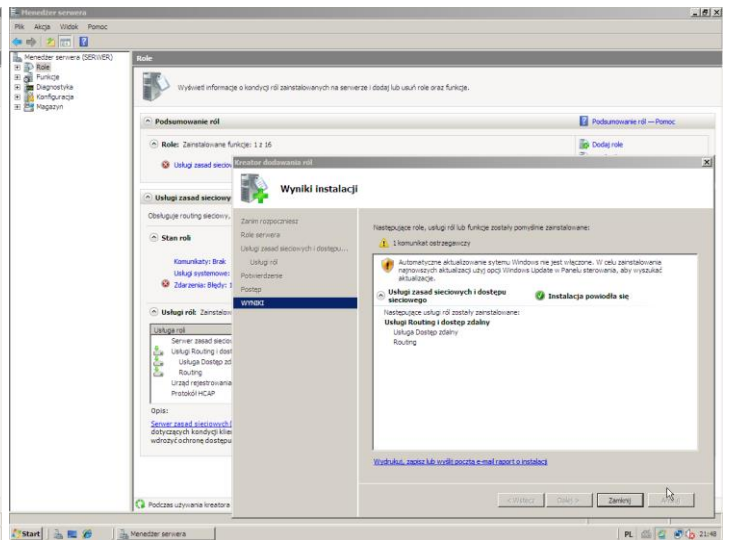 Menedżer serwera
Plik Akcja Widok Pomoc
Menedżer serwera (SERWER)
Role
Funkcje
Diagnostyka
Konfiguracja
Magazyn
Role
Wyświetl informacje o kondycji ról zainstalowanych na serwerze i dodaj lub usuń role oraz funkcje.
Podsumowanie ról
Podsumowanie ról — Pomoc
Role: Zainstalowane funkcje: 1 z 16
Dodaj role
Usługi zasad siecio
Usługi zasad sieciowy
Obsługuje routing sieciowy,
Stan roli
Komunikaty: Brak
Usługi systemowe:
Zdarzenia: Błędy: 1
Usługi ról: Zainstalow
Usługa roli
Serwer zasad siecio
Usługi Routing i dost
Usługa Dostęp zd
Routing
Urząd rejestrowania
Protokół HCAP
Opis:
Serwer zasad sieciowych (
dotyczących kondycji klie
wdrożyć ochronę dostępu
Podczas używania kreatora
Kreator dodawania ról
Wyniki instalacji
Zanim rozpoczniesz
Role serwera
Usługi zasad sieciowych i dostępu...
Usługi ról
Potwierdzenie
Postęp
WYNIKI
Następujące role, usługi ról lub funkcje zostały pomyślnie zainstalowane:
1 komunikat ostrzegawczy
Automatyczne aktualizowanie sytemu Windows nie jest włączone. W celu zainstalowania
najnowszych aktualizacji użyj opcji Windows Update w Panelu sterowania, aby wyszukać
aktualizacje.
Usługi zasad sieciowych i dostępu
sieciowego
Instalacja powiodła się
Następujące usługi ról zostały zainstalowane:
Usługi Routing i dostęp zdalny
Usługa Dostęp zdalny
Routing
Wydrukuj, zapisz lub wyślij pocztą e-mail raport o instalacji
< Wstecz Dalej > Zamknij Anuluj
Start Menedżer serwera PL 21:48